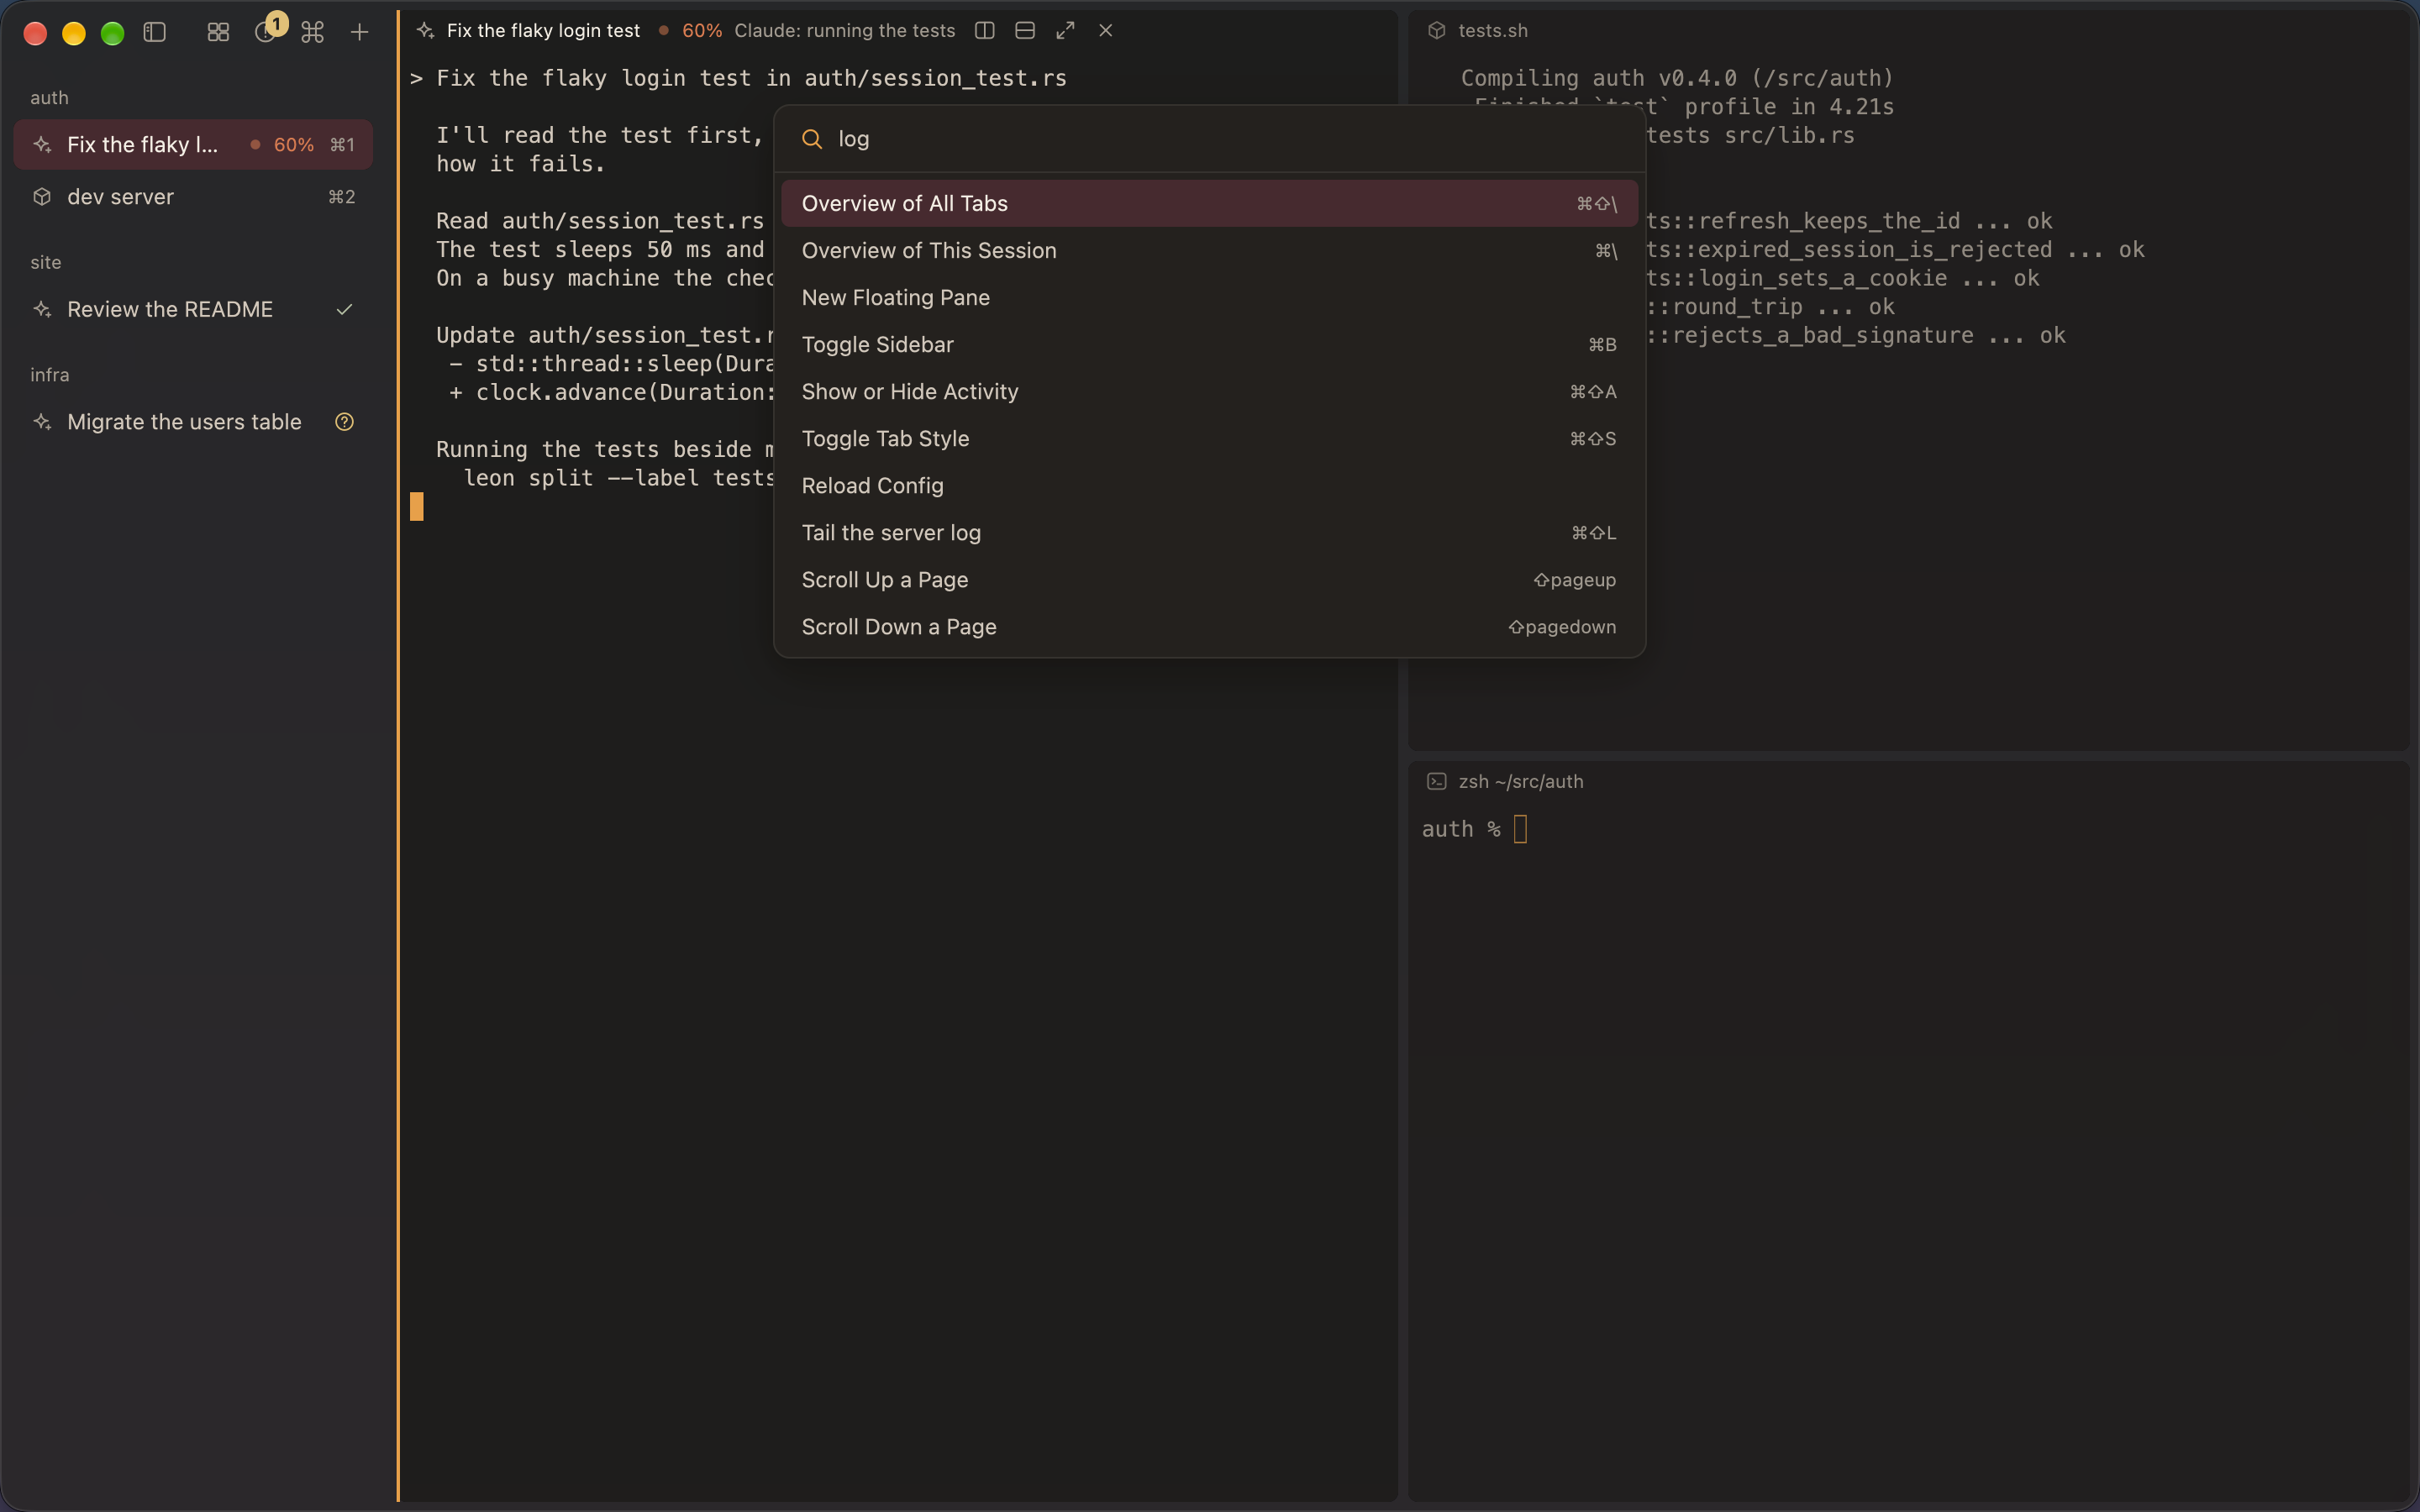 1
auth
Fix the flaky l... 60% ⌘1
dev server ⌘2
site
Review the README
infra
Migrate the users table
Fix the flaky login test 60% Claude: running the tests
> Fix the flaky login test in auth/session_test.rs
I'll read the test first,
how it fails.
Read auth/session_test.rs
The test sleeps 50 ms and
On a busy machine the chec
Update auth/session_test.r
- std::thread::sleep(Dura
+ clock.advance(Duration:
Running the tests beside m
leon split --label tests
log
Overview of All Tabs ⌘⇧\
Overview of This Session ⌘\
New Floating Pane
Toggle Sidebar ⌘B
Show or Hide Activity ⌘⇧A
Toggle Tab Style ⌘⇧S
Reload Config
Tail the server log ⌘⇧L
Scroll Up a Page ⇧pageup
Scroll Down a Page ⇧pagedown
tests.sh
Compiling auth v0.4.0 (/src/auth)
Finished `test` profile in 4.21s
tests src/lib.rs
ts::refresh_keeps_the_id ... ok
ts::expired_session_is_rejected ... ok
ts::login_sets_a_cookie ... ok
::round_trip ... ok
::rejects_a_bad_signature ... ok
zsh ~/src/auth
auth %